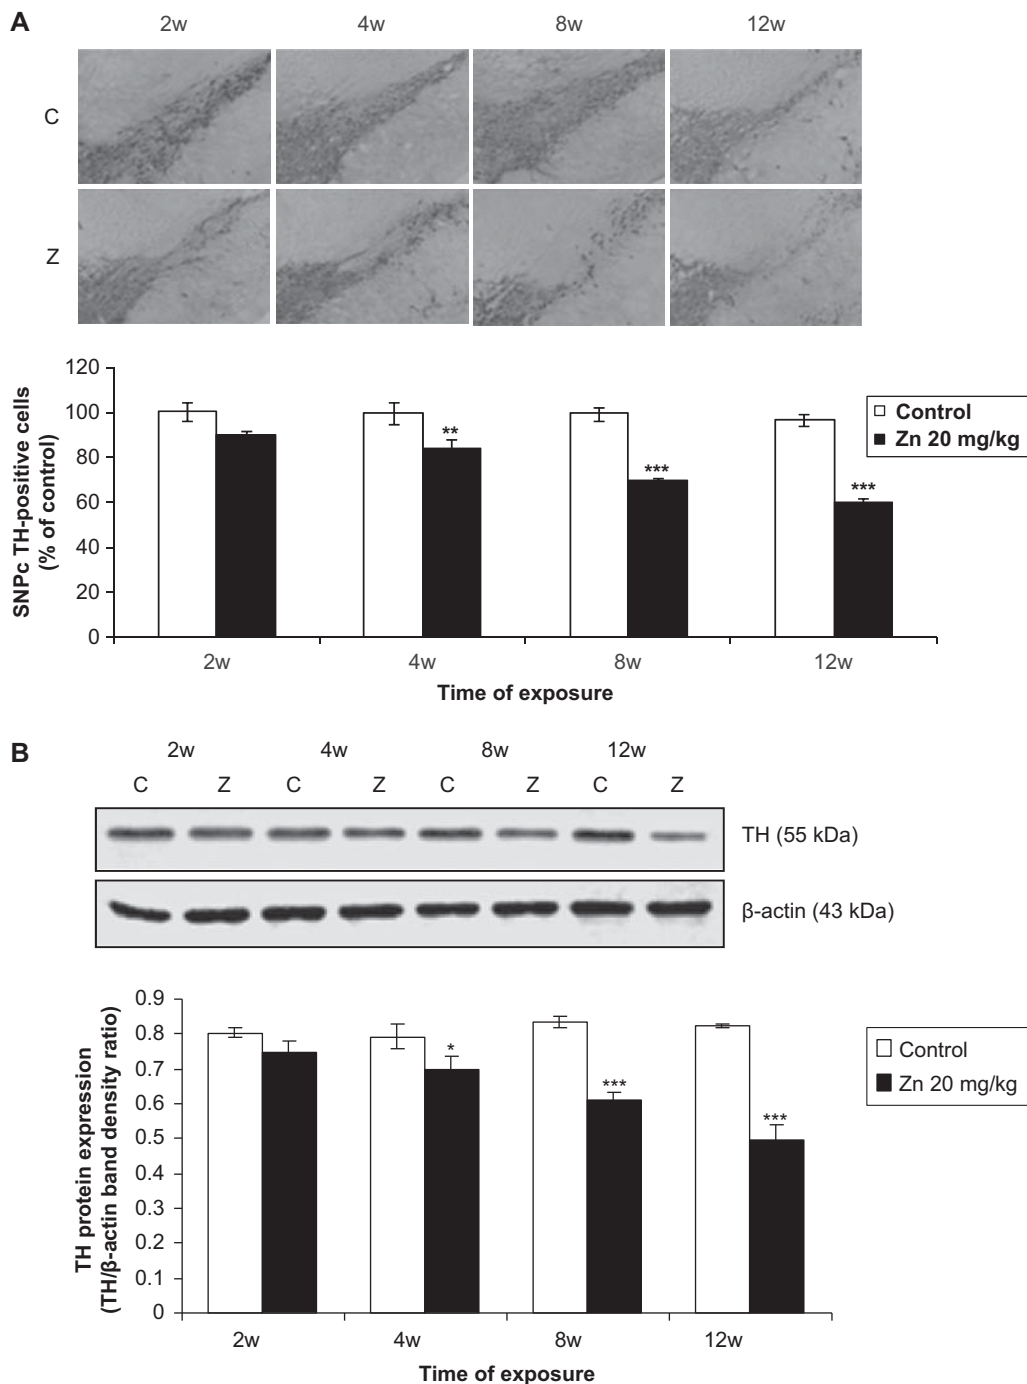 A
2w 4w 8w 12w
C
Z
120
100
80
60
40
20
0
SNPc TH-positive cells
(% of control)
**
***
***
Control
Zn 20 mg/kg
2w 4w 8w 12w
Time of exposure
B
2w 4w 8w 12w
C Z C Z C Z C Z
TH (55 kDa)
β-actin (43 kDa)
0.9
0.8
0.7
0.6
0.5
0.4
0.3
0.2
0.1
0
TH protein expression
(TH/β-actin band density ratio)
*
***
***
Control
Zn 20 mg/kg
2w 4w 8w 12w
Time of exposure